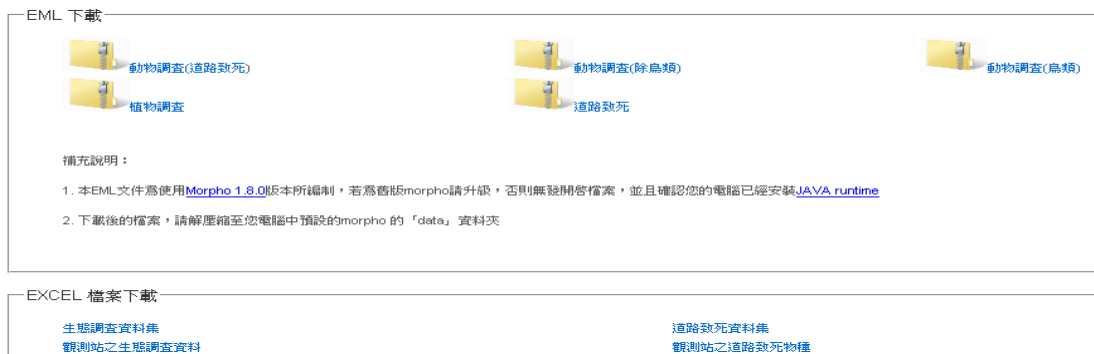 EML 下載
動物調查(道路致死) 動物調查(除鳥類) 動物調查(鳥類)
植物調查 道路致死
補充說明：
1. 本EML文件為使用Morpho 1.8.0版本所編制，若為舊版morpho請升級，否則無發開啓檔案，並且確認您的電腦已經安裝JAVA runtime
2. 下載後的檔案，請解壓縮至您電腦中預設的morpho 的「data」資料夾
EXCEL 檔案下載
生態調查資料集 道路致死資料集
觀測站之生態調查資料 觀測站之道路致死物種